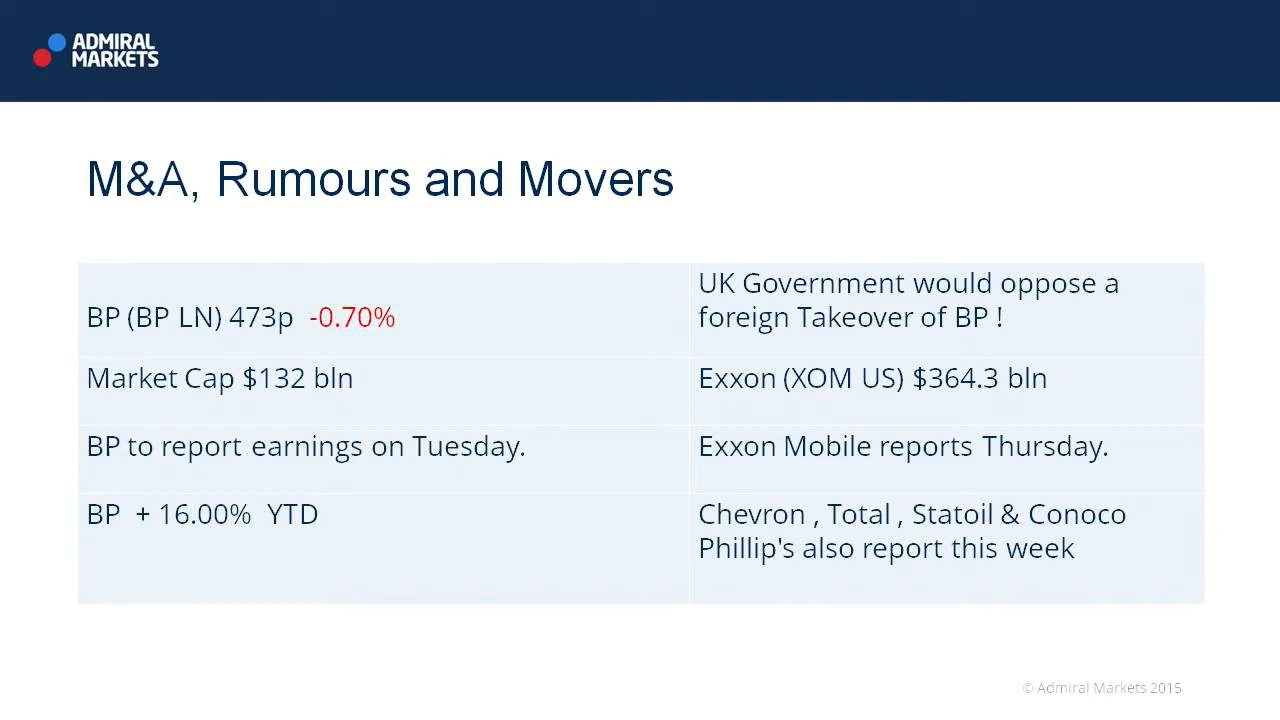 ADMIRAL
MARKETS
M&A, Rumours and Movers
BP (BP LN) 473p -0.70%
UK Government would oppose a
foreign Takeover of BP !
Market Cap $132 bln
Exxon (XOM US) $364.3 bln
BP to report earnings on Tuesday.
Exxon Mobile reports Thursday.
BP + 16.00% YTD
Chevron , Total , Statoil & Conoco
Phillip's also report this week
© Admiral Markets 2015